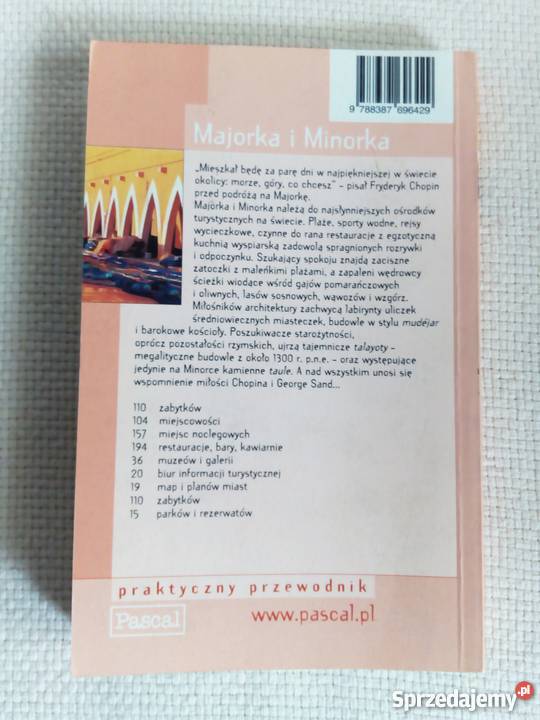 9 788387 696429
Majorka i Minorka
„Mieszkał będę za parę dni w najpiękniejszej w świecie
okolicy: morze, góry, co chcesz” – pisał Fryderyk Chopin
przed podróżą na Majorkę.
Majorka i Minorka należą do najsłynniejszych ośrodków
turystycznych na świecie. Plaże, sporty wodne, rejsy
wycieczkowe, czynne do rana restauracje z egzotyczną
kuchnią wyspiarską zadowolą spragnionych rozrywki
i odpoczynku. Szukający spokoju znajdą zaciszne
zatoczki z maleńkimi plażami, a zapaleni wędrowcy
ścieżki wiodące wśród gajów pomarańczowych
i oliwnych, lasów sosnowych, wąwozów i wzgórz.
Miłośników architektury zachwycą labirynty uliczek
średniowiecznych miasteczek, budowle w stylu mudéjar
i barokowe kościoły. Poszukiwacze starożytności,
oprócz pozostałości rzymskich, ujrzą tajemnicze talayoty -
megalityczne budowle z około 1300 r. p.n.e. - oraz występujące
jedynie na Minorce kamienne taule. A nad wszystkim unosi się
wspomnienie miłości Chopina i George Sand...
110 zabytków
104 miejscowości
157 miejsc noclegowych
194 restauracje, bary, kawiarnie
36 muzeów i galerii
20 biur informacji turystycznej
19 map i planów miast
110 zabytków
15 parków i rezerwatów
praktyczny przewodnik
Pascal
www.pascal.pl
Sprzedajemy.pl